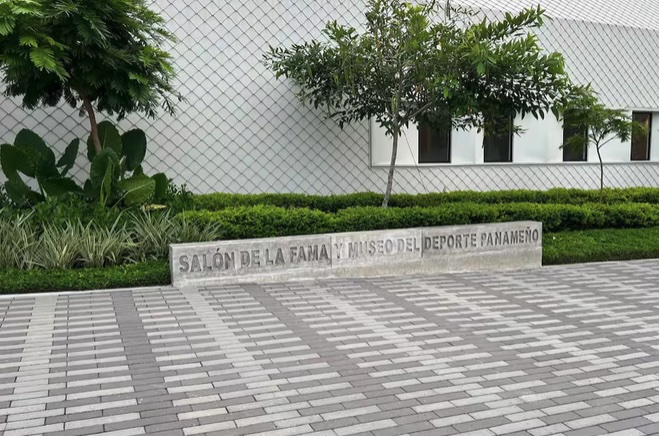 SALÓN DE LA FAMA Y MUSEO DEL DEPORTE PANAMEÑO